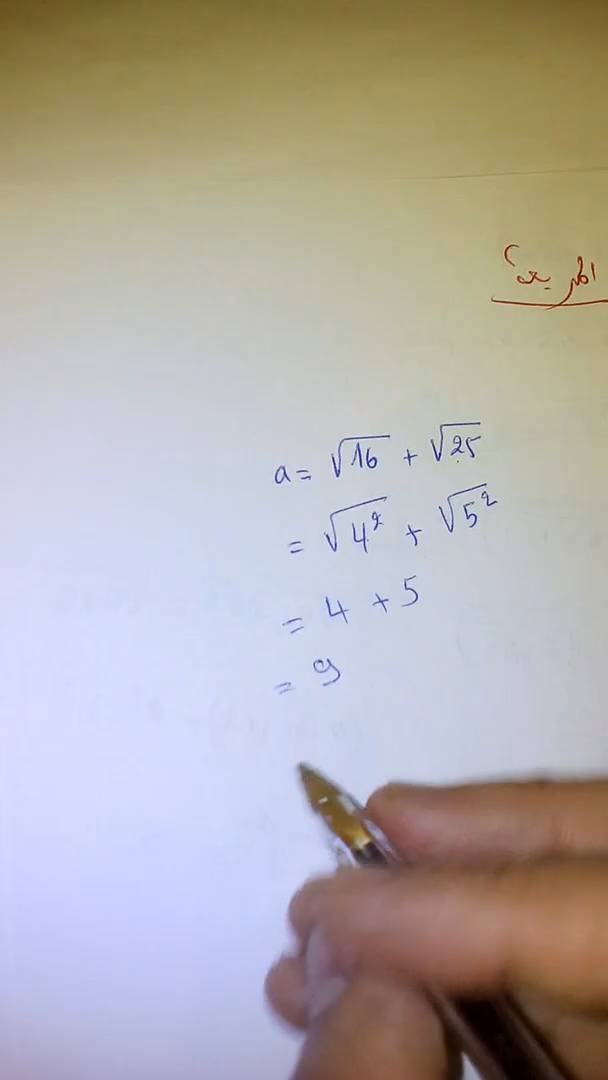 a = √16 + √25
= √4² + √5²
= 4 + 5
= 9